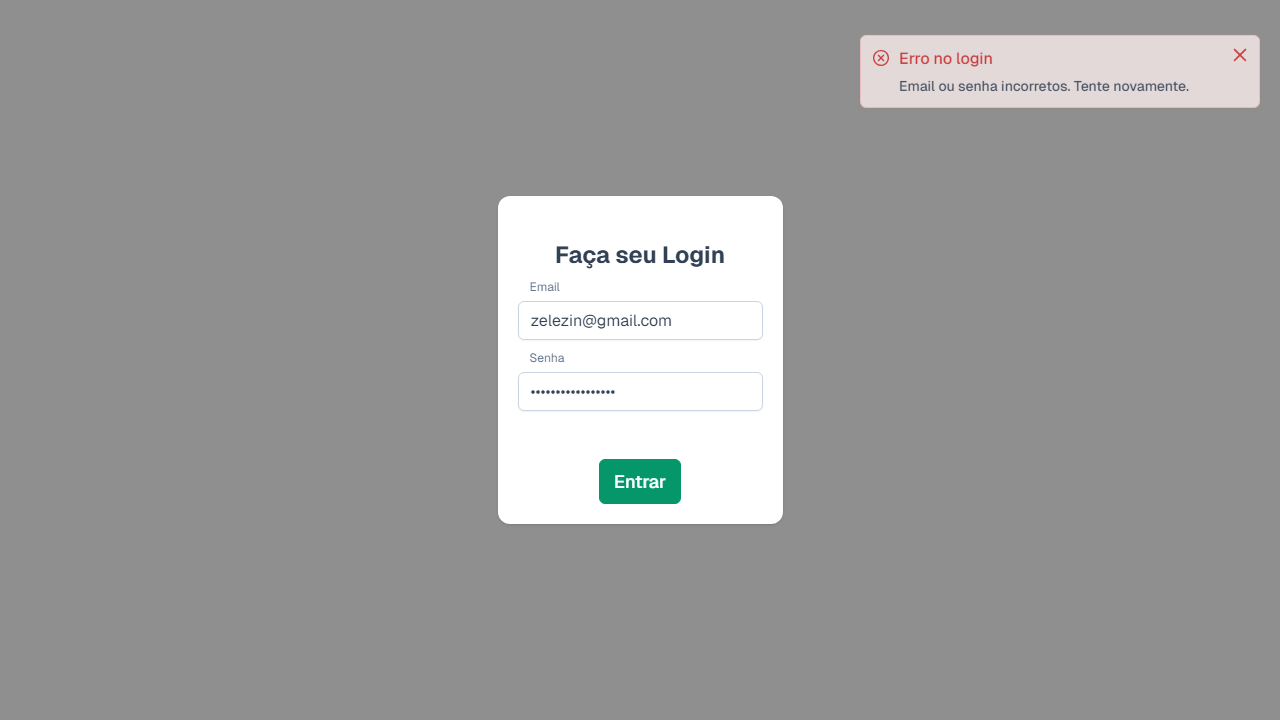 Erro no login
Email ou senha incorretos. Tente novamente.
Faça seu Login
Email
zelezin@gmail.com
Senha
•••••••••••••••••
Entrar